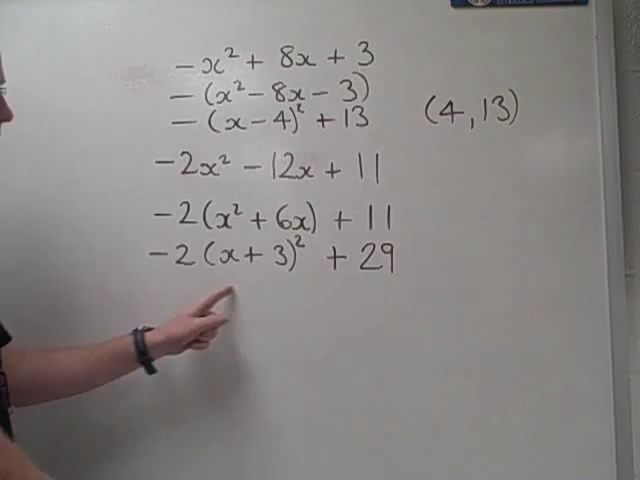 -x² + 8x + 3
-(x² - 8x - 3)
-(x - 4)² + 13 (4,13)
-2x² - 12x + 11
-2(x² + 6x) + 11
-2(x + 3)² + 29